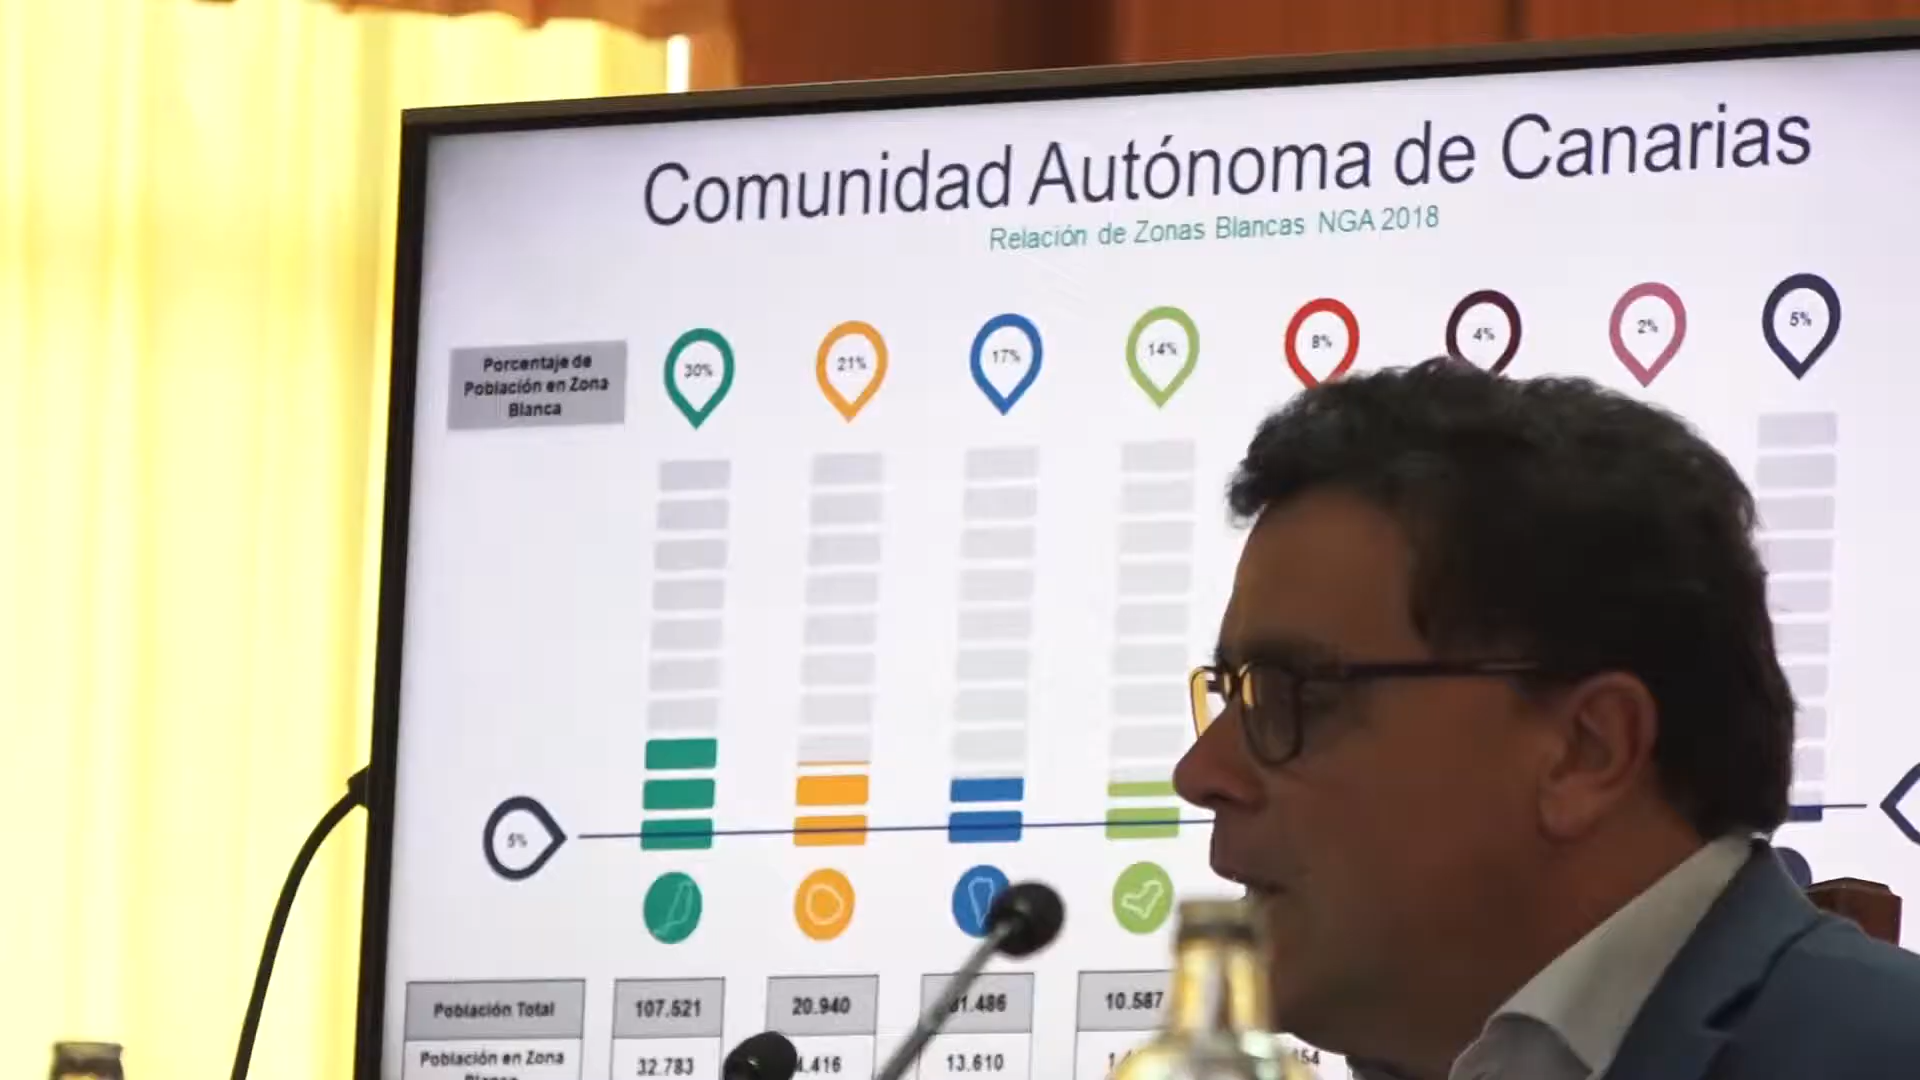 Comunidad Autónoma de Canarias
Relación de Zonas Blancas NGA 2018
Porcentaje de
Población en Zona
Blanca
30% 21% 17% 14% 8% 4% 2% 5%
5%
Población Total 107.521 20.940 10.587
Población en Zona 32.783 13.610